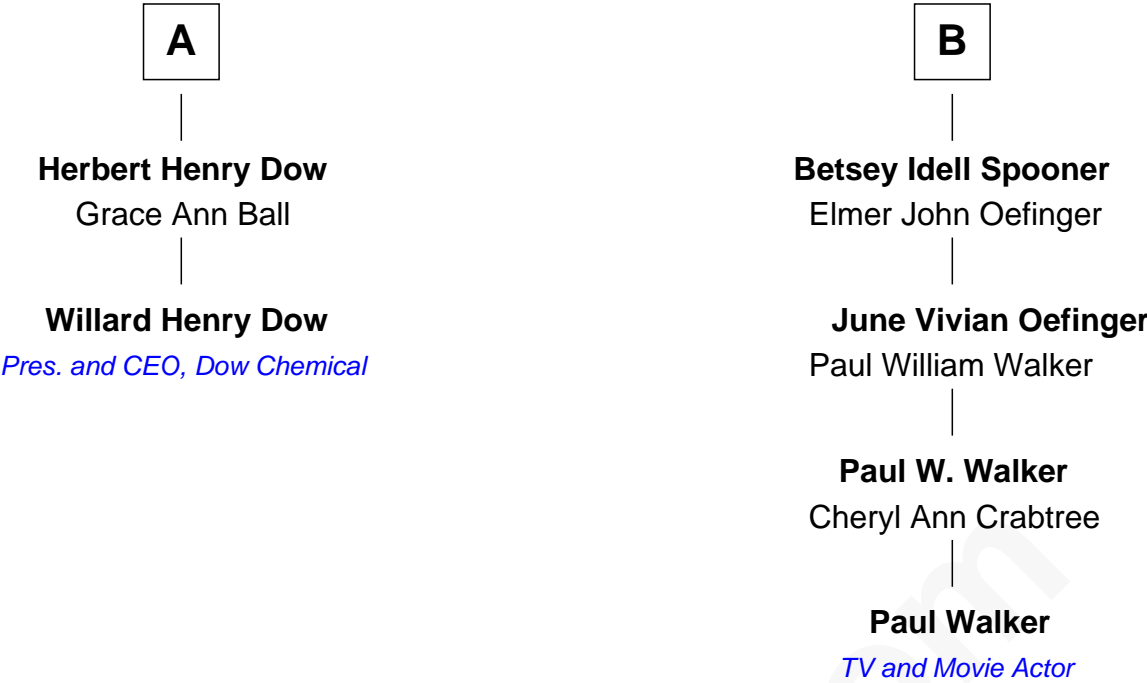 A
Herbert Henry Dow
Grace Ann Ball
Willard Henry Dow
Pres. and CEO, Dow Chemical
B
Betsey Idell Spooner
Elmer John Oefinger
June Vivian Oefinger
Paul William Walker
Paul W. Walker
Cheryl Ann Crabtree
Paul Walker
TV and Movie Actor